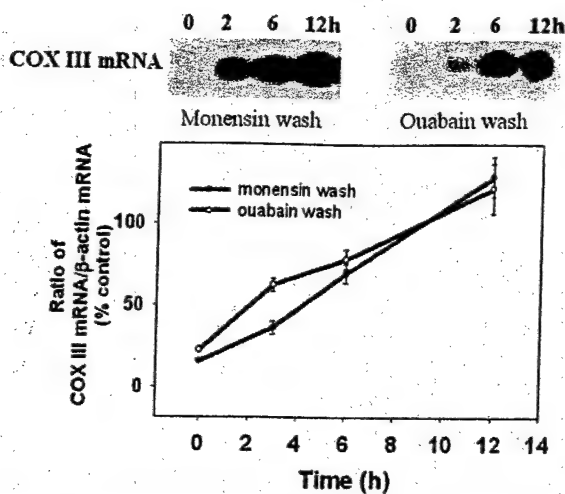 0 2 6 12h 0 2 6 12h
COX III mRNA
Monensin wash Ouabain wash
monensin wash
ouabain wash
Ratio of
COX III mRNA/β-actin mRNA
(% control)
100
50
0
0 2 4 6 8 10 12 14
Time (h)